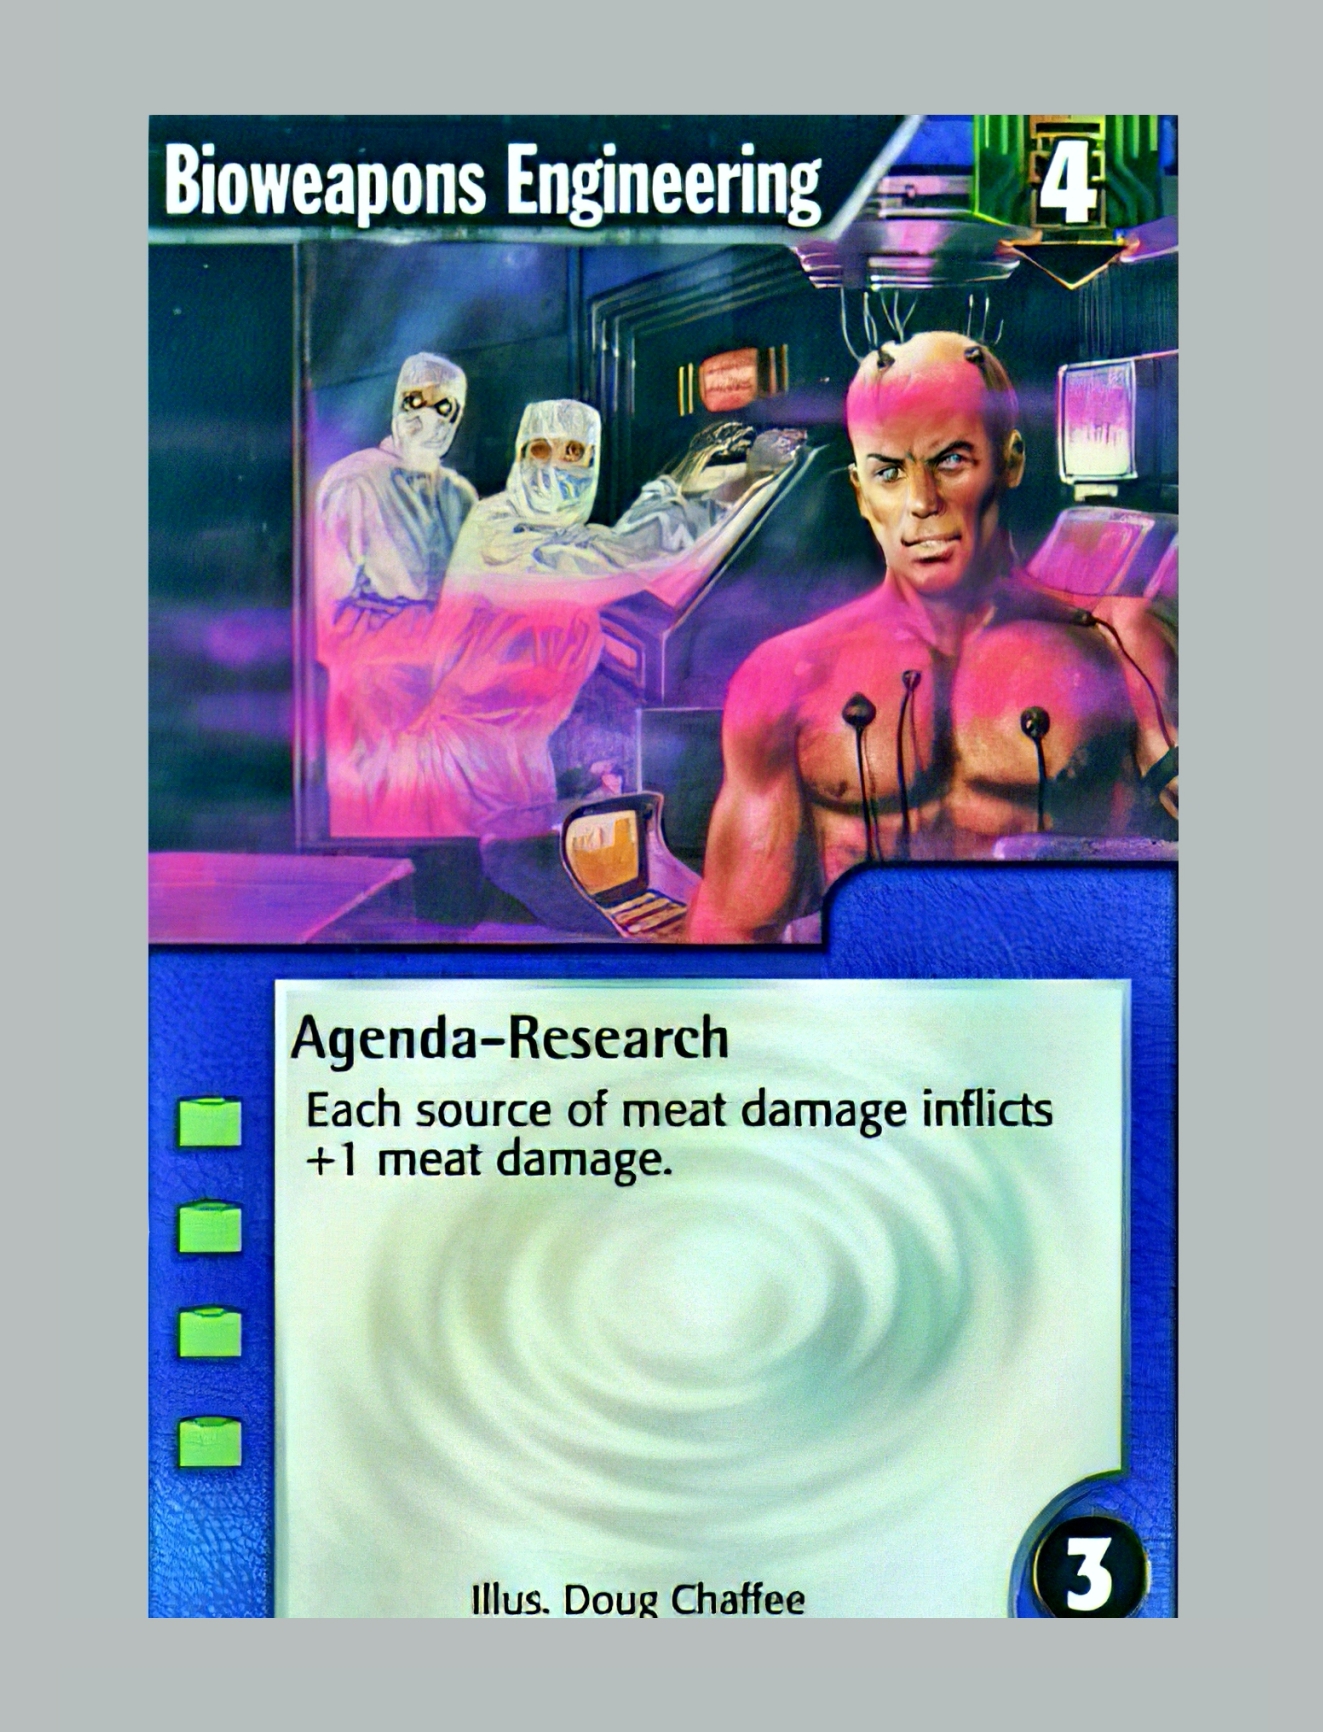 Bioweapons Engineering
4
Agenda-Research
Each source of meat damage inflicts
+1 meat damage.
3
Illus. Doug Chaffee